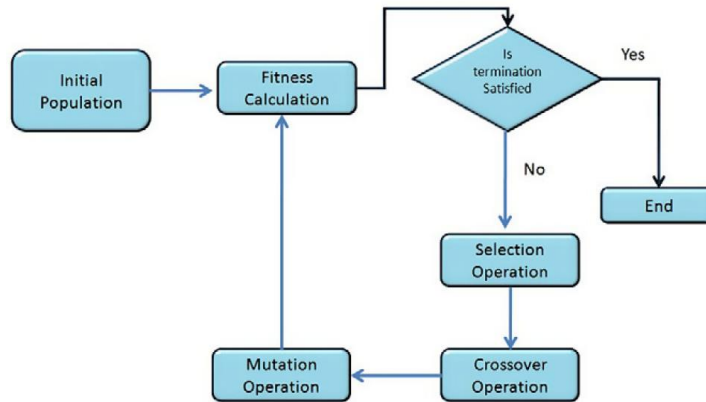 Initial
Population
Fitness
Calculation
Is
termination
Satisfied
Yes
No
End
Selection
Operation
Mutation
Operation
Crossover
Operation